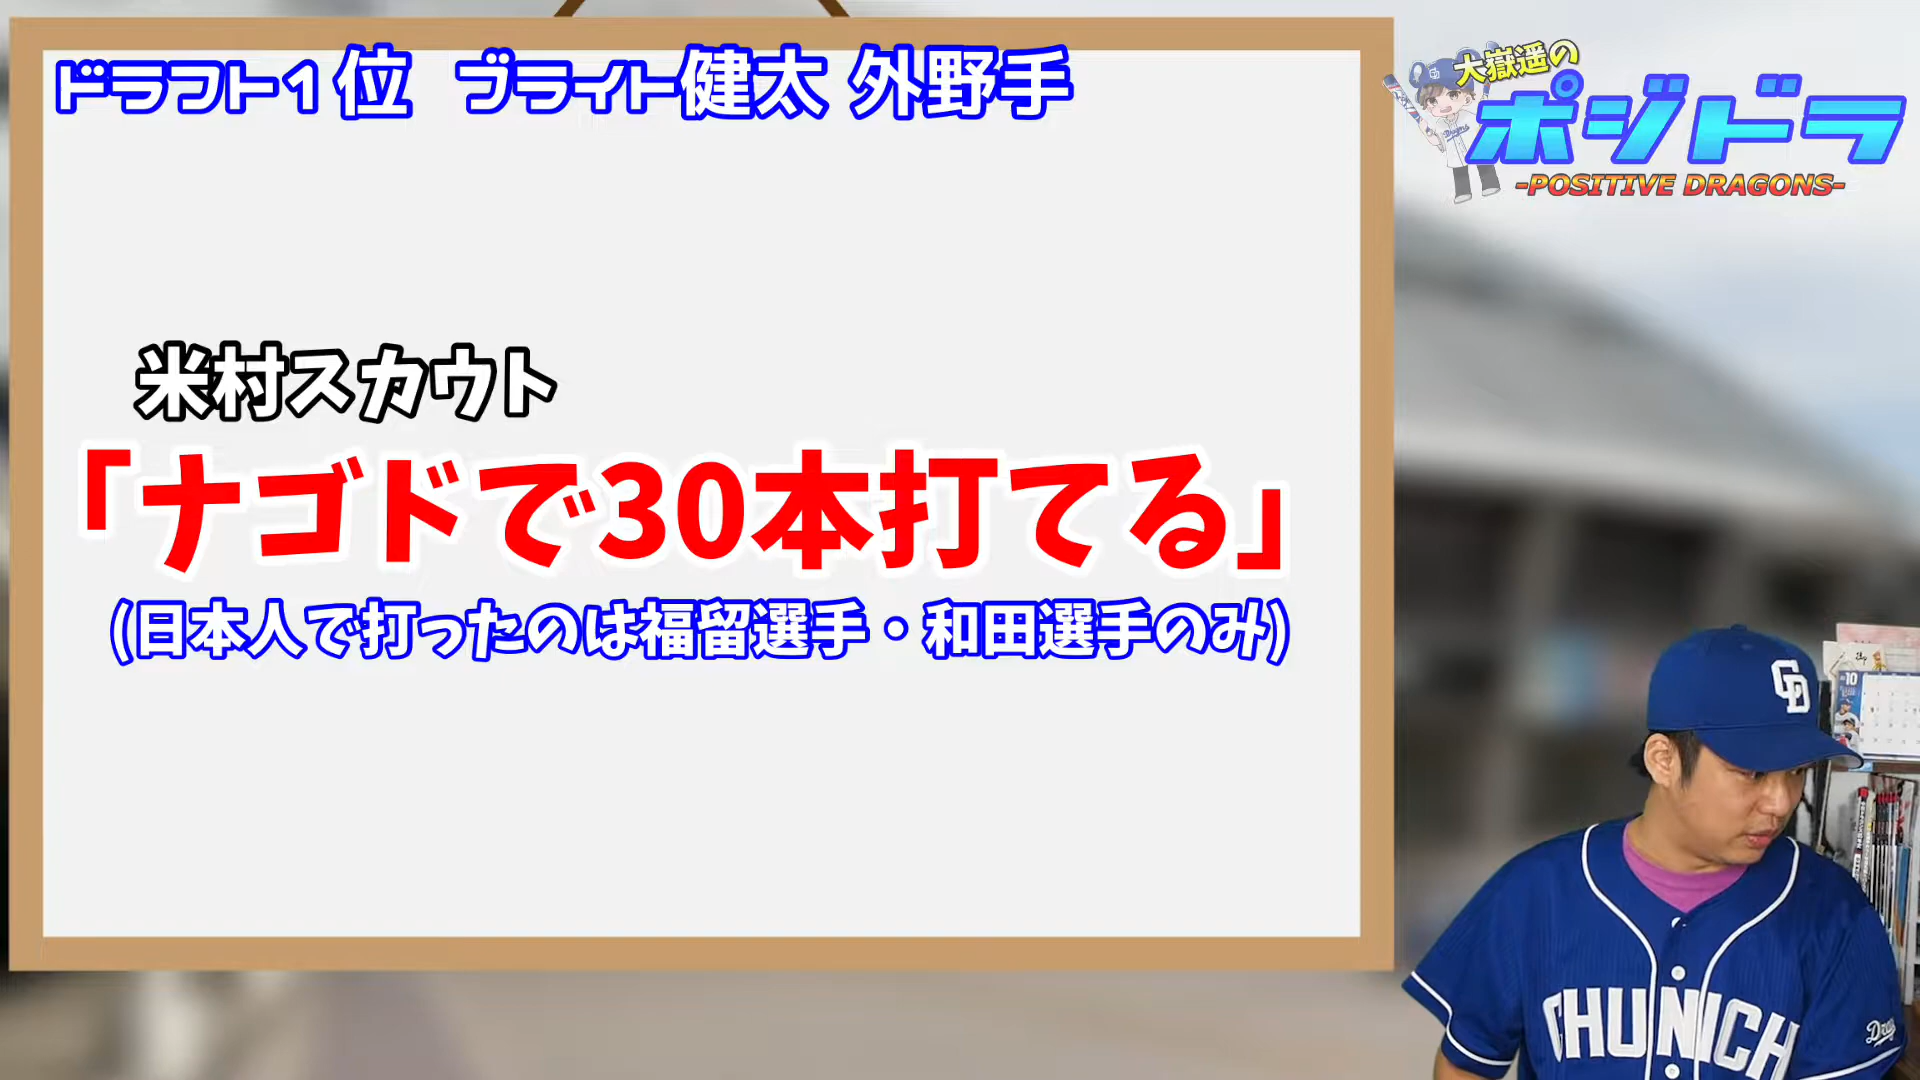 ドラフト1位 ブライト健太 外野手
大嶽遥の
ポジドラ
-POSITIVE DRAGONS-
米村スカウト
「ナゴドで30本打てる」
(日本人で打ったのは福留選手・和田選手のみ)
CD
10
CHUNICH